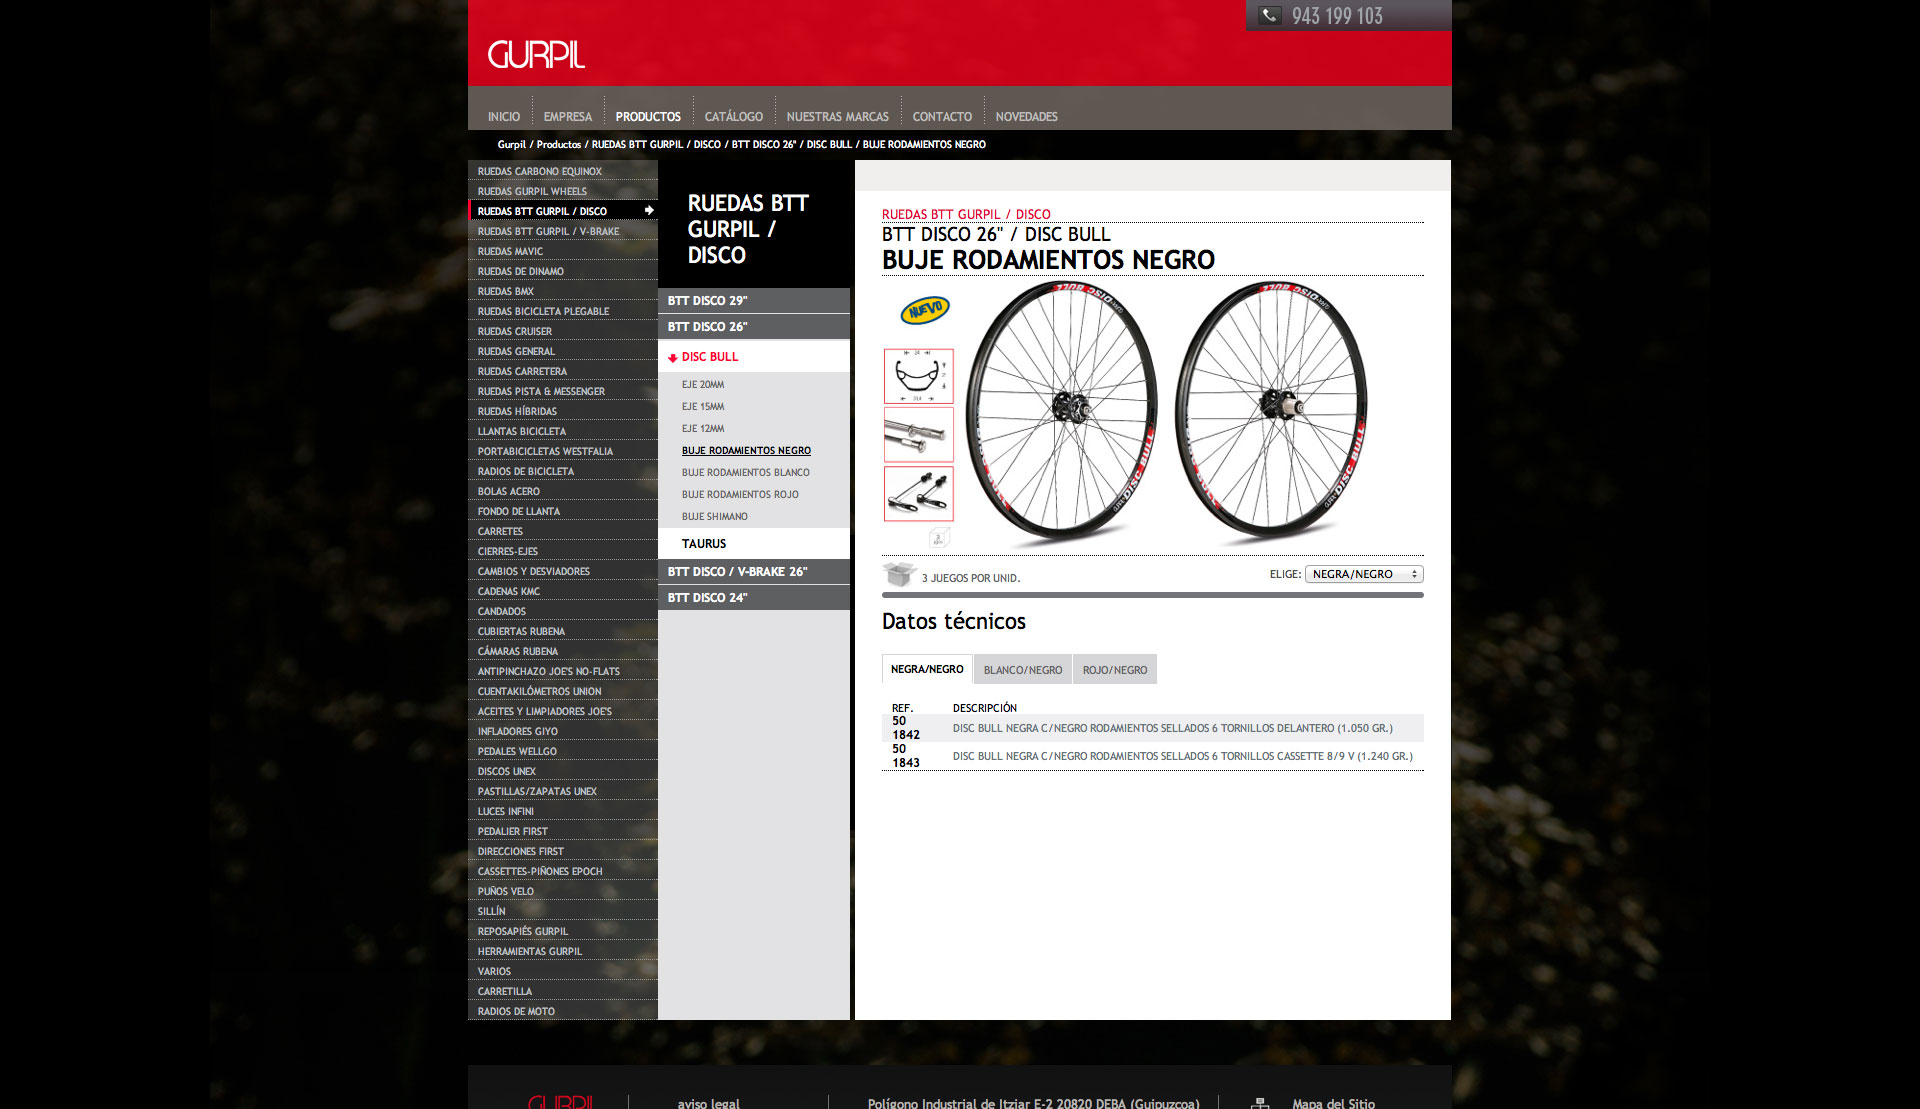 943 199 103
GURPIL
INICIO
EMPRESA
PRODUCTOS
CATÁLOGO
NUESTRAS MARCAS
CONTACTO
NOVEDADES
Gurpil / Productos / RUEDAS BTT GURPIL / DISCO / BTT DISCO 26" / DISC BULL / BUJE RODAMIENTOS NEGRO
RUEDAS CARBONO EQUINOX
RUEDAS GURPIL WHEELS
RUEDAS BTT GURPIL / DISCO
RUEDAS BTT GURPIL / V-BRAKE
RUEDAS MAVIC
RUEDAS DE DINAMO
RUEDAS BMX
RUEDAS BICICLETA PLEGABLE
RUEDAS CRUISER
RUEDAS GENERAL
RUEDAS CARRETERA
RUEDAS PISTA & MESSENGER
RUEDAS HÍBRIDAS
LLANTAS BICICLETA
PORTABICICLETAS WESTFALIA
RADIOS DE BICICLETA
BOLAS ACERO
FONDO DE LLANTA
CARRETES
CIERRES-EJES
CAMBIOS Y DESVIADORES
CADENAS KMC
CANDADOS
CUBIERTAS RUBENA
CÁMARAS RUBENA
ANTIPINCHAZO JOE'S NO-FLATS
CUENTAKILÓMETROS UNION
ACEITES Y LIMPIADORES JOE'S
INFLADORES GIYO
PEDALES WELLGO
DISCOS UNEX
PASTILLAS/ZAPATAS UNEX
LUCES INFINI
PEDALIER FIRST
DIRECCIONES FIRST
CASSETTES-PIÑONES EPOCH
PUÑOS VELO
SILLÍN
REPOSAPIÉS GURPIL
HERRAMIENTAS GURPIL
VARIOS
CARRETILLA
RADIOS DE MOTO
RUEDAS BTT
GURPIL /
DISCO
BTT DISCO 29"
BTT DISCO 26"
DISC BULL
EJE 20MM
EJE 15MM
EJE 12MM
BUJE RODAMIENTOS NEGRO
BUJE RODAMIENTOS BLANCO
BUJE RODAMIENTOS ROJO
BUJE SHIMANO
TAURUS
BTT DISCO / V-BRAKE 26"
BTT DISCO 24"
RUEDAS BTT GURPIL / DISCO
BTT DISCO 26" / DISC BULL
BUJE RODAMIENTOS NEGRO
NUEVO
DISC BULL
DISC BULL
DISC BULL
DISC BULL
3 JUEGOS POR UNID.
ELIGE: NEGRA/NEGRO
Datos técnicos
NEGRA/NEGRO
BLANCO/NEGRO
ROJO/NEGRO
REF. DESCRIPCIÓN
50 1842 DISC BULL NEGRA C/NEGRO RODAMIENTOS SELLADOS 6 TORNILLOS DELANTERO (1.050 GR.)
50 1843 DISC BULL NEGRA C/NEGRO RODAMIENTOS SELLADOS 6 TORNILLOS CASSETTE 8/9 V (1.240 GR.)
GURPIL
aviso legal
Polígono Industrial de Itziar E-2 20820 DEBA (Guipuzcoa)
Mapa del Sitio